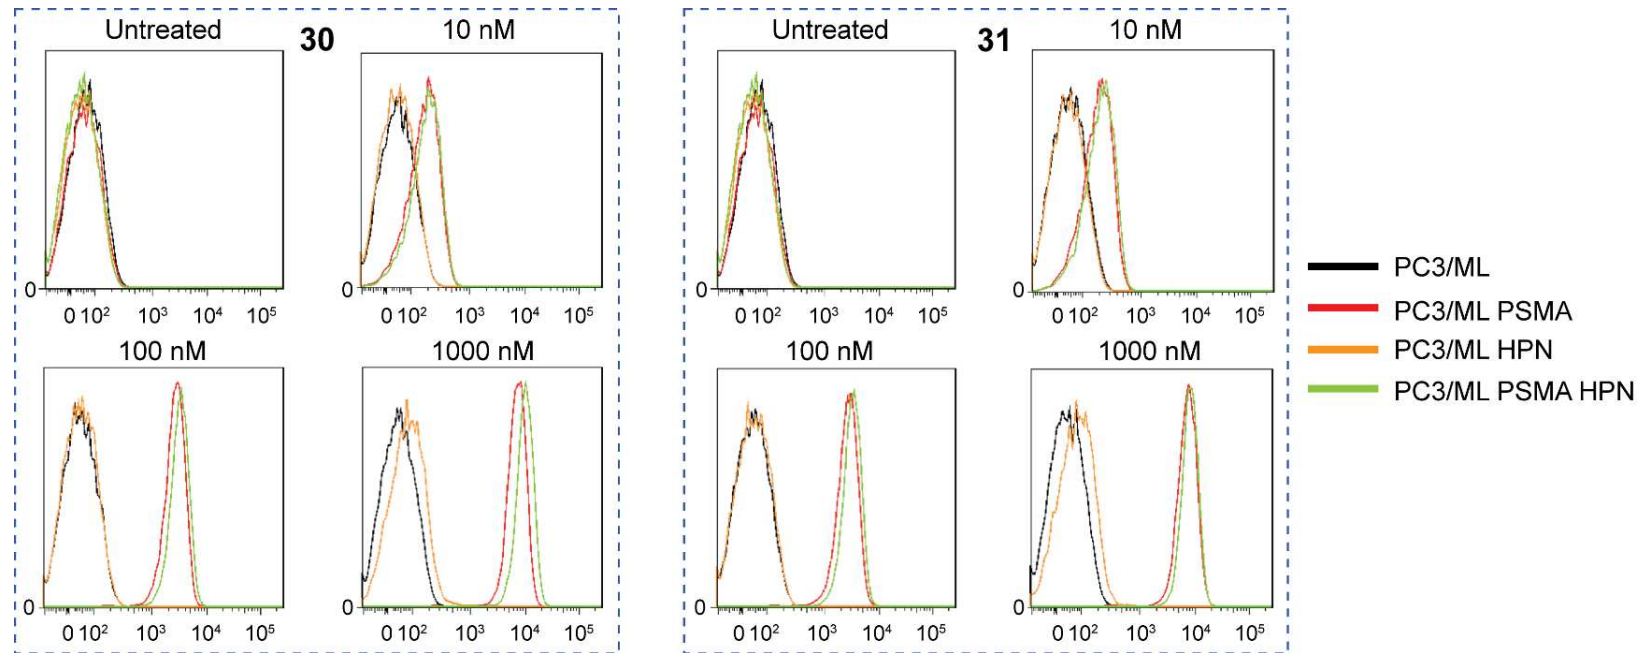 Untreated 30 10 nM Untreated 31 10 nM
0 0
0 10² 10³ 10⁴ 10⁵ 0 10² 10³ 10⁴ 10⁵
0 0
0 10² 10³ 10⁴ 10⁵ 0 10² 10³ 10⁴ 10⁵
100 nM 1000 nM 100 nM 1000 nM
0 0
0 10² 10³ 10⁴ 10⁵ 0 10² 10³ 10⁴ 10⁵
0 0
0 10² 10³ 10⁴ 10⁵ 0 10² 10³ 10⁴ 10⁵
PC3/ML
PC3/ML PSMA
PC3/ML HPN
PC3/ML PSMA HPN